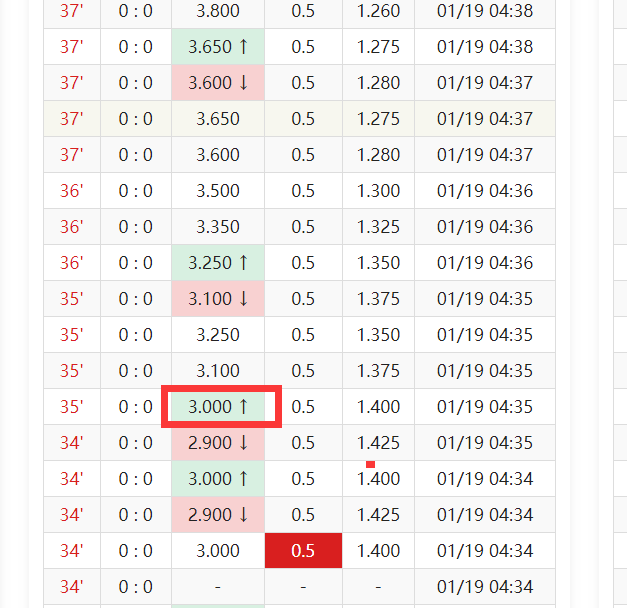 37' 0 : 0 3.800 0.5 1.260 01/19 04:38
37' 0 : 0 3.650 ↑ 0.5 1.275 01/19 04:38
37' 0 : 0 3.600 ↓ 0.5 1.280 01/19 04:37
37' 0 : 0 3.650 0.5 1.275 01/19 04:37
37' 0 : 0 3.600 0.5 1.280 01/19 04:37
36' 0 : 0 3.500 0.5 1.300 01/19 04:36
36' 0 : 0 3.350 0.5 1.325 01/19 04:36
36' 0 : 0 3.250 ↑ 0.5 1.350 01/19 04:36
35' 0 : 0 3.100 ↓ 0.5 1.375 01/19 04:35
35' 0 : 0 3.250 0.5 1.350 01/19 04:35
35' 0 : 0 3.100 0.5 1.375 01/19 04:35
35' 0 : 0 3.000 ↑ 0.5 1.400 01/19 04:35
34' 0 : 0 2.900 ↓ 0.5 1.425 01/19 04:35
34' 0 : 0 3.000 ↑ 0.5 1.400 01/19 04:34
34' 0 : 0 2.900 ↓ 0.5 1.425 01/19 04:34
34' 0 : 0 3.000 0.5 1.400 01/19 04:34
34' 0 : 0 - - - 01/19 04:34